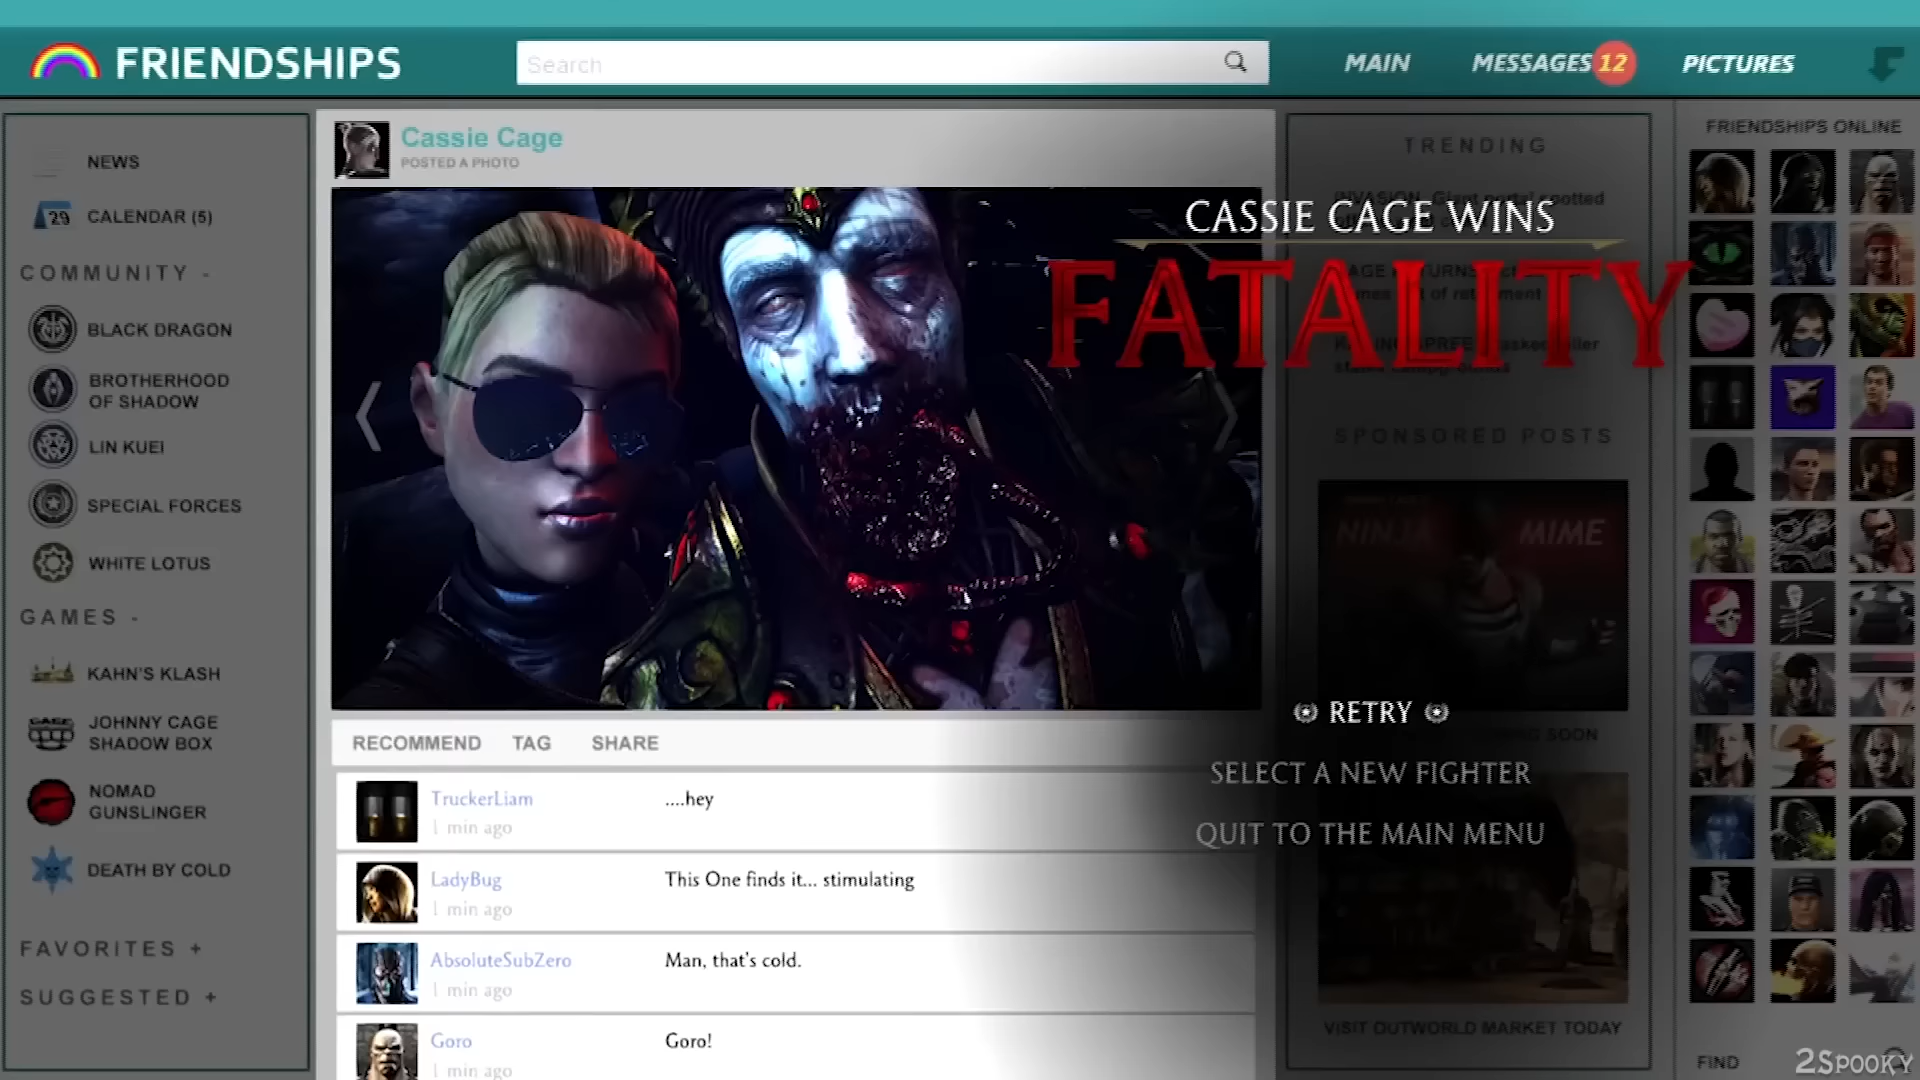 FRIENDSHIPS
Search
MAIN
MESSAGES 12
PICTURES
NEWS
29
CALENDAR (5)
COMMUNITY -
BLACK DRAGON
BROTHERHOOD
OF SHADOW
LIN KUEI
SPECIAL FORCES
WHITE LOTUS
GAMES -
KAHN'S KLASH
JOHNNY CAGE
SHADOW BOX
NOMAD
GUNSLINGER
DEATH BY COLD
FAVORITES +
SUGGESTED +
Cassie Cage
POSTED A PHOTO
CASSIE CAGE WINS
FATALITY
RECOMMEND
TAG
SHARE
TruckerLiam
....hey
1 min ago
LadyBug
This One finds it... stimulating
1 min ago
AbsoluteSubZero
Man, that's cold.
1 min ago
Goro
Goro!
1 min ago
TRENDING
INVASION: Giant portal spotted
SPONSORED POSTS
NINJA MIME
RETRY
SOON
SELECT A NEW FIGHTER
QUIT TO THE MAIN MENU
VISIT OUTWORLD MARKET TODAY
FRIENDSHIPS ONLINE
FIND
2SPOOKY